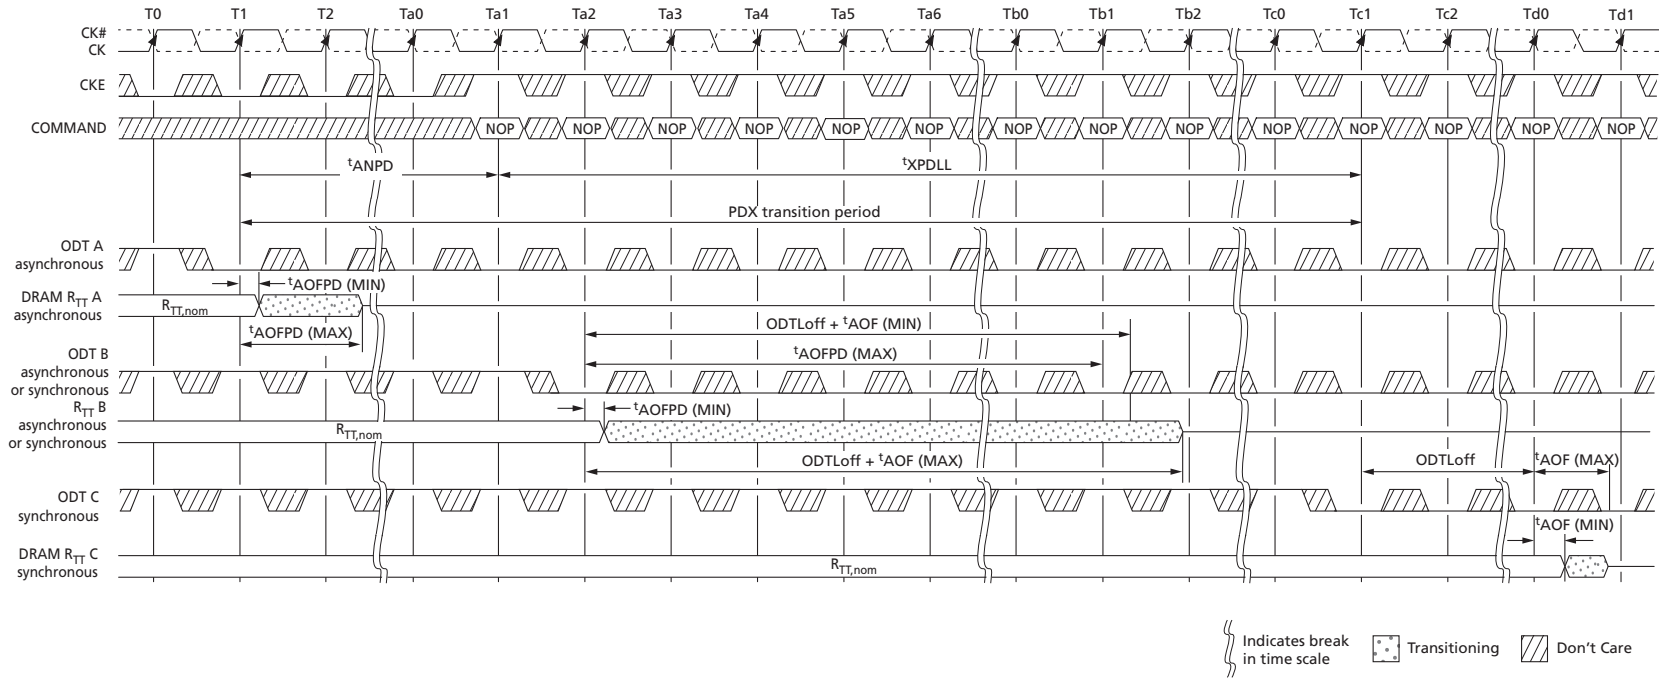 T0 T1 T2 Ta0 Ta1 Ta2 Ta3 Ta4 Ta5 Ta6 Tb0 Tb1 Tb2 Tc0 Tc1 Tc2 Td0 Td1
CK#
CK
CKE
COMMAND
NOP NOP NOP NOP NOP NOP NOP NOP NOP NOP NOP NOP NOP NOP
tANPD
tXPDLL
PDX transition period
ODT A
asynchronous
tAOFPD (MIN)
DRAM RTT A
asynchronous
RTT,nom
tAOFPD (MAX)
ODTLoff + tAOF (MIN)
tAOFPD (MAX)
ODT B
asynchronous
or synchronous
tAOFPD (MIN)
RTT B
asynchronous
or synchronous
RTT,nom
ODTLoff + tAOF (MAX)
ODTLoff
tAOF (MAX)
ODT C
synchronous
tAOF (MIN)
DRAM RTT C
synchronous
RTT,nom
Indicates break
in time scale
Transitioning
Don't Care